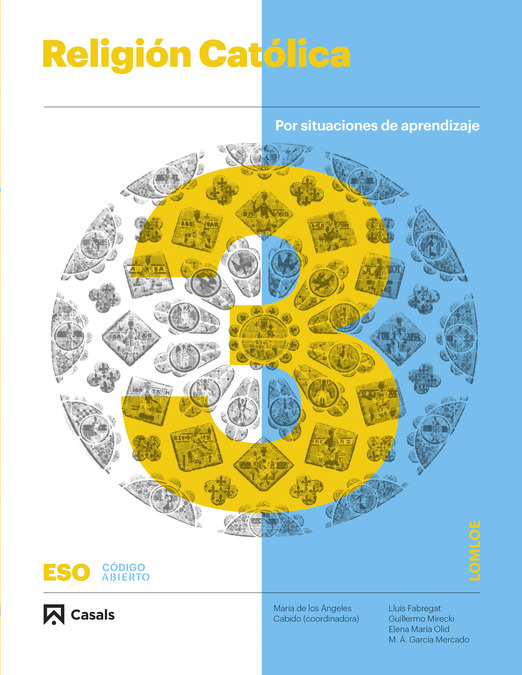 Religión Católica
Por situaciones de aprendizaje
3
LOMLOE
ESO
CÓDIGO
ABIERTO
Casals
María de los Ángeles
Cabido (coordinadora)
Lluís Fabregat
Guillermo Mirecki
Elena María Olid
M. Á. García Mercado